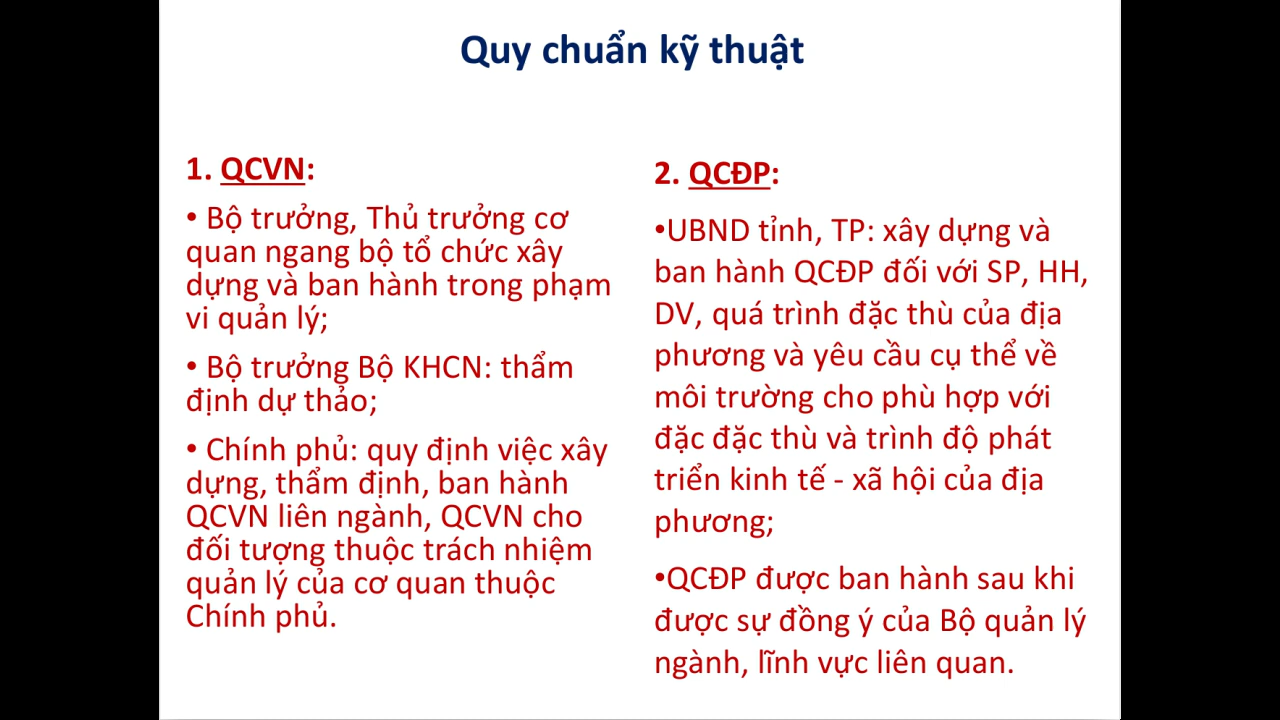 Quy chuẩn kỹ thuật
1. QCVN:
• Bộ trưởng, Thủ trưởng cơ
quan ngang bộ tổ chức xây
dựng và ban hành trong phạm
vi quản lý;
• Bộ trưởng Bộ KHCN: thẩm
định dự thảo;
• Chính phủ: quy định việc xây
dựng, thẩm định, ban hành
QCVN liên ngành, QCVN cho
đối tượng thuộc trách nhiệm
quản lý của cơ quan thuộc
Chính phủ.
2. QCĐP:
•UBND tỉnh, TP: xây dựng và
ban hành QCĐP đối với SP, HH,
DV, quá trình đặc thù của địa
phương và yêu cầu cụ thể về
môi trường cho phù hợp với
đặc đặc thù và trình độ phát
triển kinh tế - xã hội của địa
phương;
•QCĐP được ban hành sau khi
được sự đồng ý của Bộ quản lý
ngành, lĩnh vực liên quan.